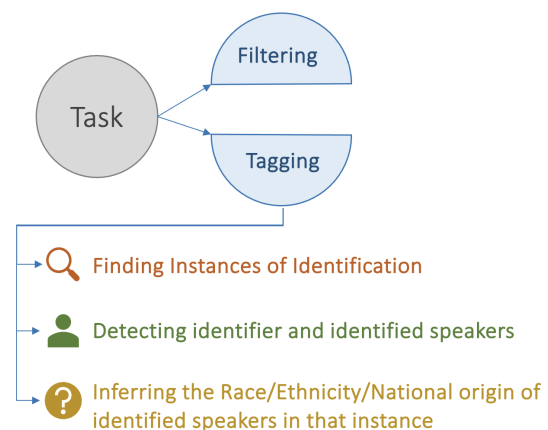 Task
Filtering
Tagging
Finding Instances of Identification
Detecting identifier and identified speakers
?
Inferring the Race/Ethnicity/National origin of
identified speakers in that instance